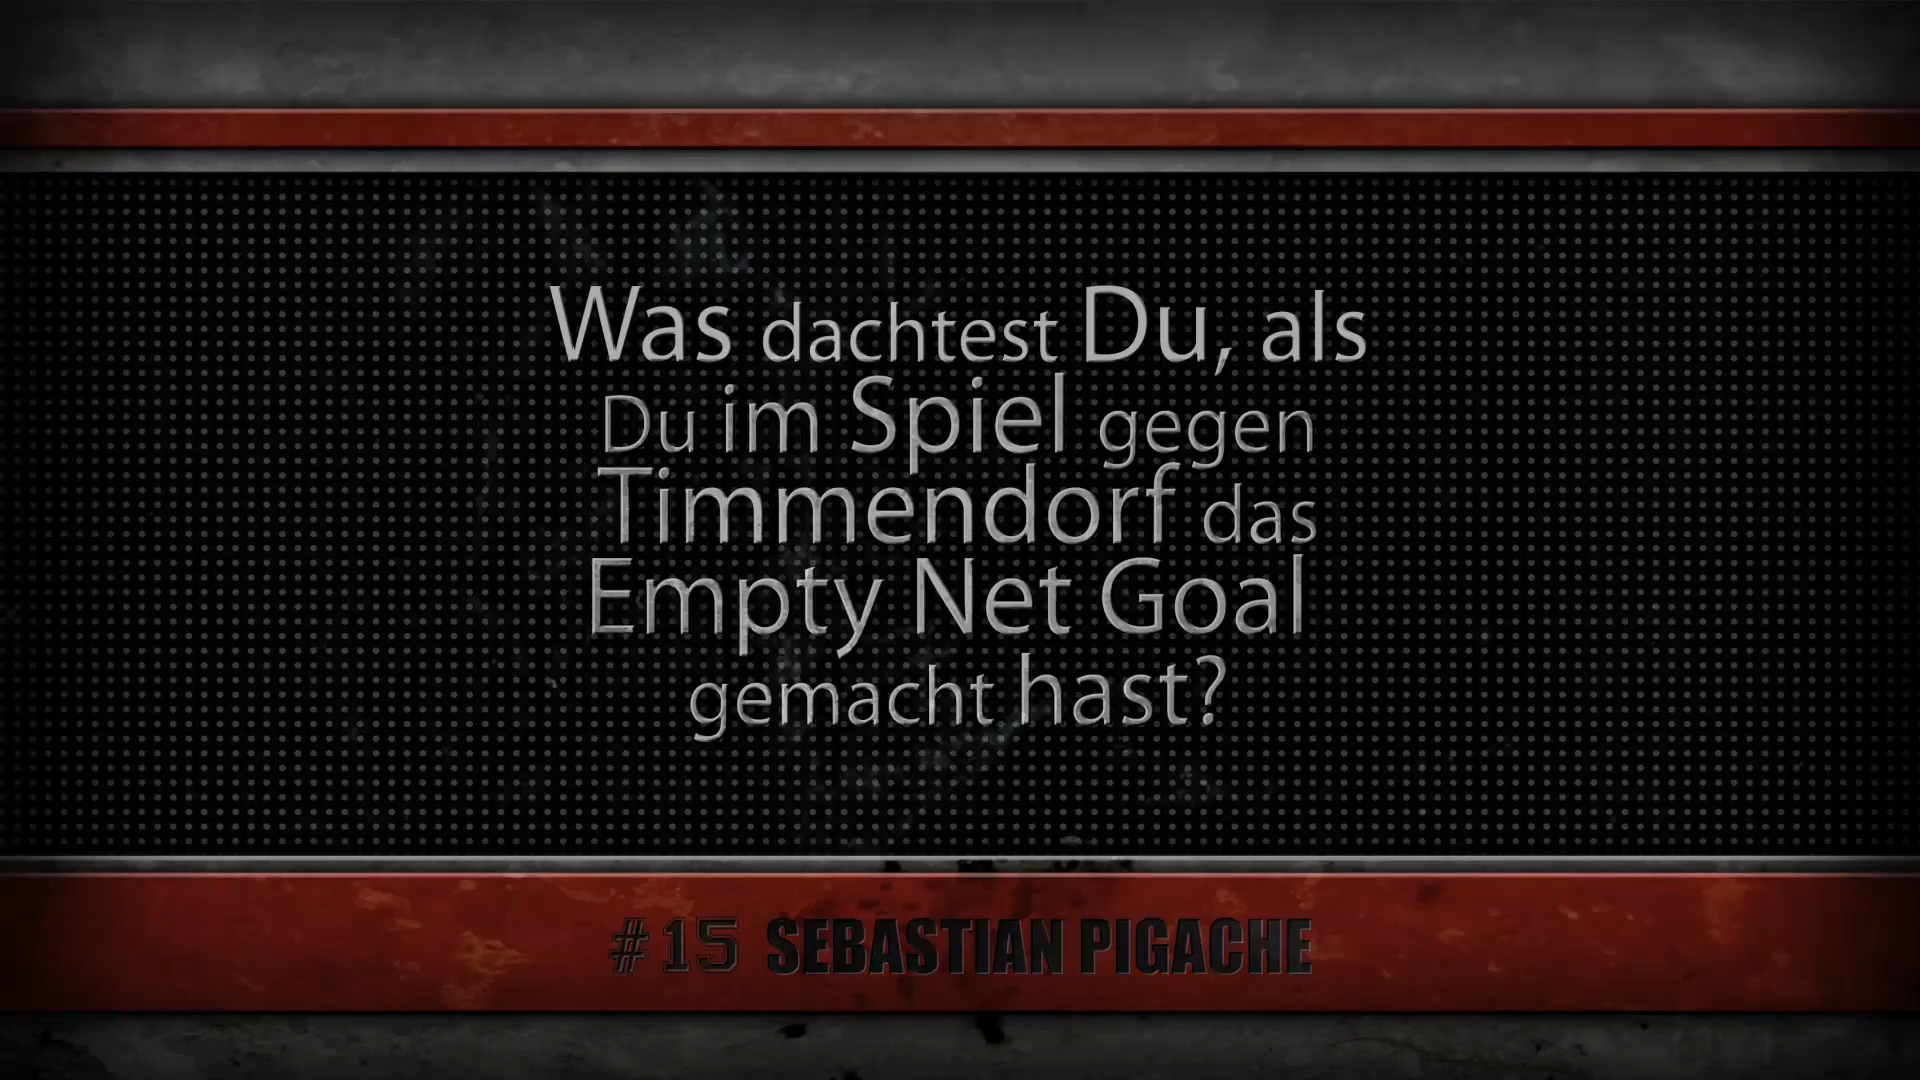 Was dachtest Du, als
Du im Spiel gegen
Timmendorf das
Empty Net Goal
gemacht hast?
#15 SEBASTIAN PIGACHE